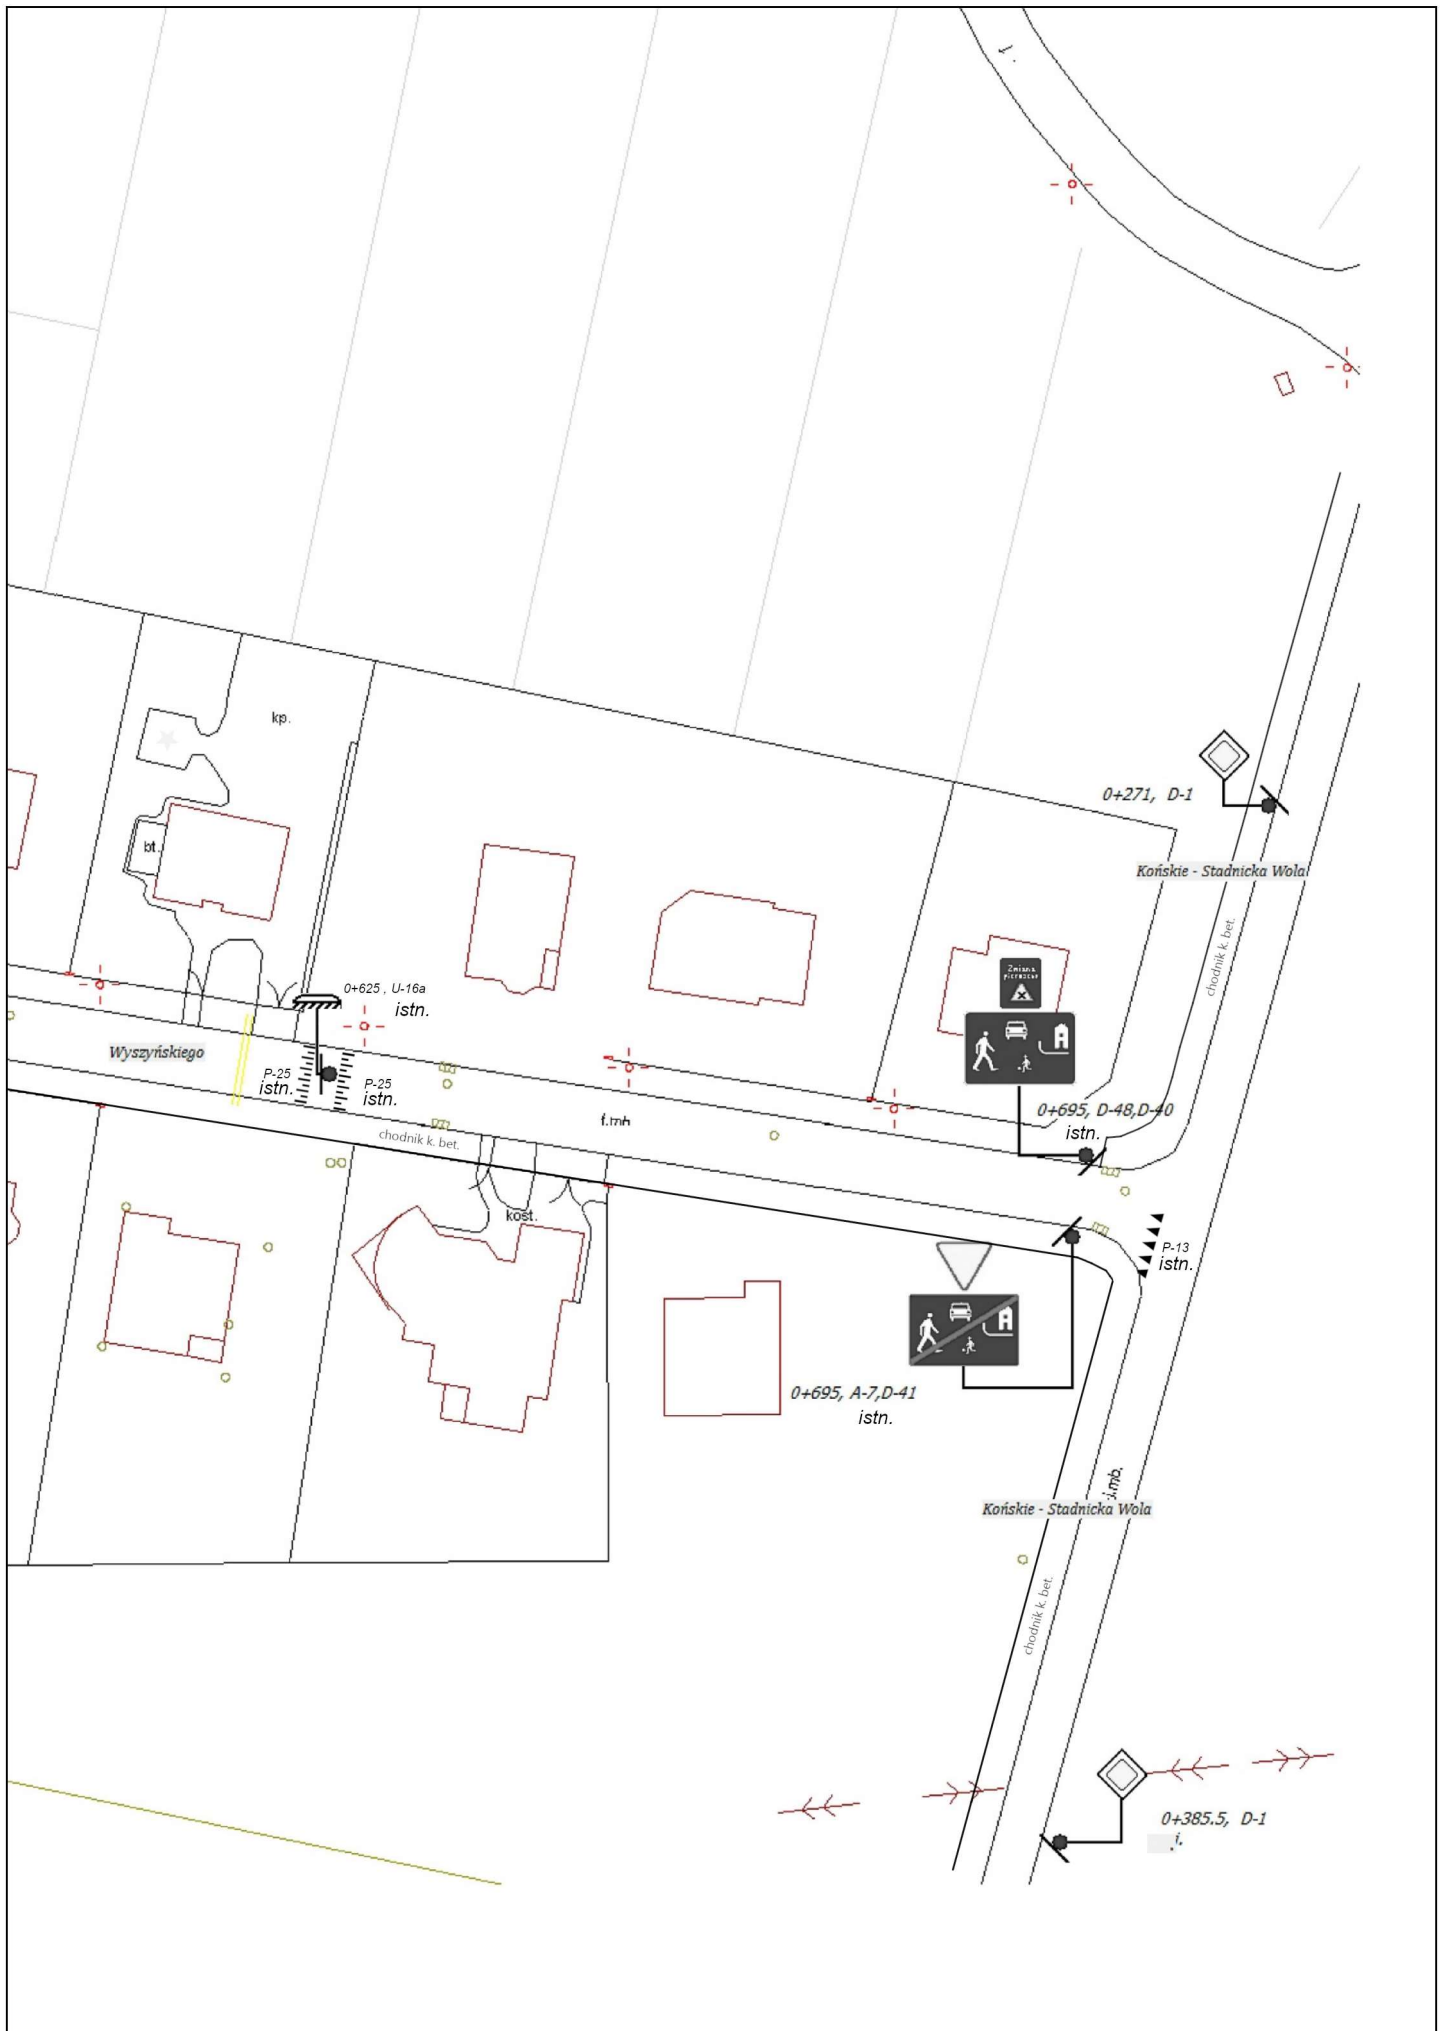 kp.
0+271, D-1
bt.
Końskie - Stadnicka Wola
chodnik k. bet.
Zmiana
pierwszeń
0+625 , U-16a
istn.
Wyszyńskiego
P-25
istn.
P-25
istn.
0+695, D-48,D-40
istn.
chodnik k. bet.
kost.
P-13
istn.
0+695, A-7,D-41
istn.
Końskie - Stadnicka Wola
chodnik k. bet.
0+385.5, D-1